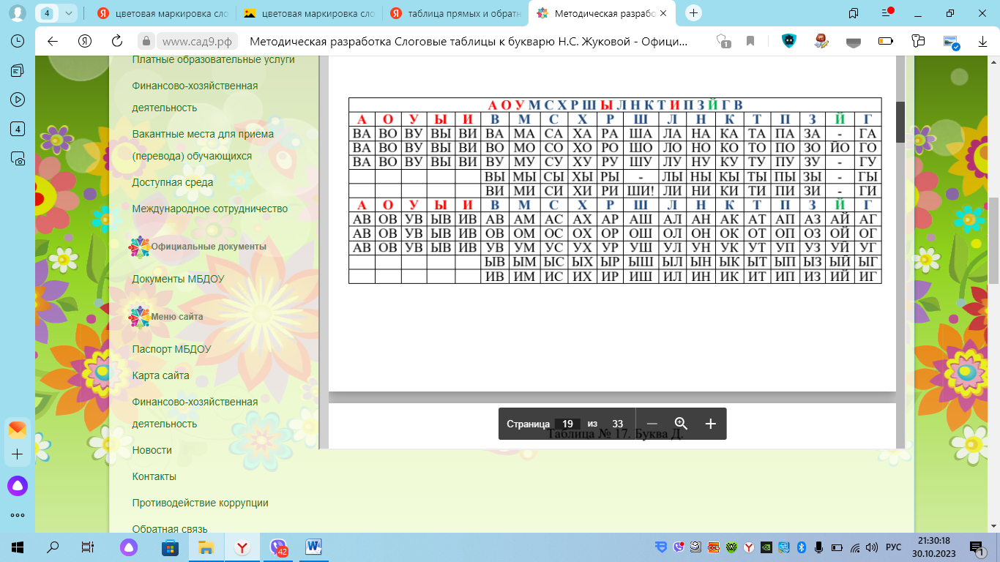 4
цветовая маркировка сло
цветовая маркировка сло
таблица прямых и обратн
Методическая разрабо
www.сад9.рф
Методическая разработка Слоговые таблицы к букварю Н.С. Жуковой - Офици...
1
4
Платные образовательные услуги
Финансово-хозяйственная
деятельность
Вакантные места для приема
(перевода) обучающихся
Доступная среда
Международное сотрудничество
Официальные документы
Документы МБДОУ
Меню сайта
Паспорт МБДОУ
Карта сайта
Финансово-хозяйственная
деятельность
Новости
Контакты
Противодействие коррупции
Обратная связь
А О У М С Х Р Ш Ы Л Н К Т И П З Й Г В
А О У Ы И В М С Х Р Ш Л Н К Т П З Й Г
ВА ВО ВУ ВЫ ВИ ВА МА СА ХА РА ША ЛА НА КА ТА ПА ЗА - ГА
ВА ВО ВУ ВЫ ВИ ВО МО СО ХО РО ШО ЛО НО КО ТО ПО ЗО ЙО ГО
ВА ВО ВУ ВЫ ВИ ВУ МУ СУ ХУ РУ ШУ ЛУ НУ КУ ТУ ПУ ЗУ - ГУ
ВЫ МЫ СЫ ХЫ РЫ - ЛЫ НЫ КЫ ТЫ ПЫ ЗЫ - ГЫ
ВИ МИ СИ ХИ РИ ШИ! ЛИ НИ КИ ТИ ПИ ЗИ - ГИ
А О У Ы И В М С Х Р Ш Л Н К Т П З Й Г
АВ ОВ УВ ЫВ ИВ АВ АМ АС АХ АР АШ АЛ АН АК АТ АП АЗ АЙ АГ
АВ ОВ УВ ЫВ ИВ ОВ ОМ ОС ОХ ОР ОШ ОЛ ОН ОК ОТ ОП ОЗ ОЙ ОГ
АВ ОВ УВ ЫВ ИВ УВ УМ УС УХ УР УШ УЛ УН УК УТ УП УЗ УЙ УГ
ЫВ ЫМ ЫС ЫХ ЫР ЫШ ЫЛ ЫН ЫК ЫТ ЫП ЫЗ ЫЙ ЫГ
ИВ ИМ ИС ИХ ИР ИШ ИЛ ИН ИК ИТ ИП ИЗ ИЙ ИГ
Страница 19 из 33
Таблица № 17. Буква Д.
42
РУС
21:30:18
30.10.2023
1